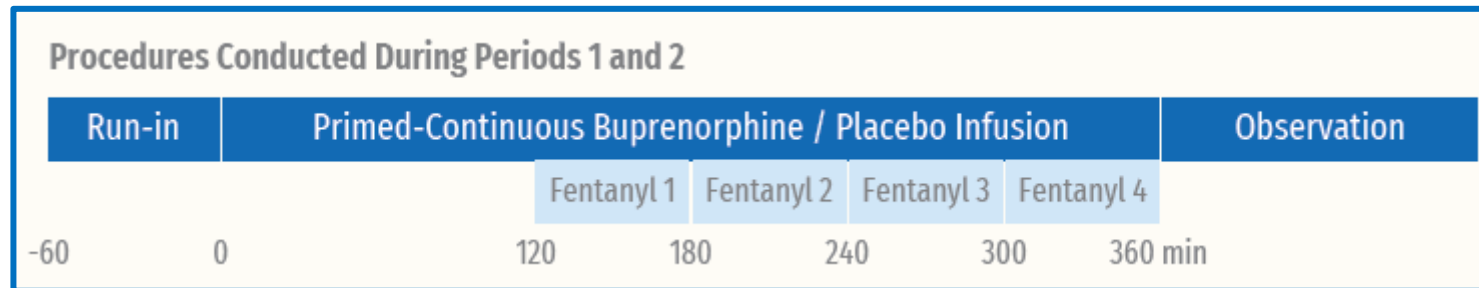 Procedures Conducted During Periods 1 and 2
Run-in Primed-Continuous Buprenorphine / Placebo Infusion Observation
Fentanyl 1 Fentanyl 2 Fentanyl 3 Fentanyl 4
-60 0 120 180 240 300 360 min